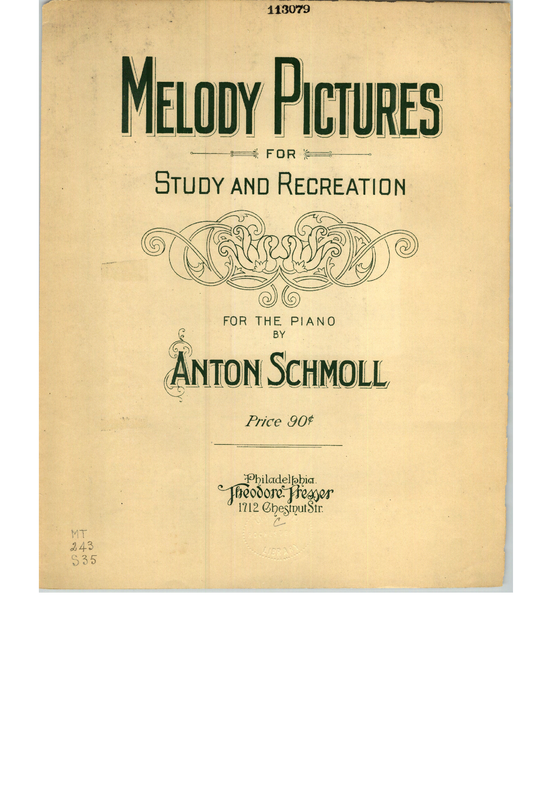 113079
MELODY PICTURES
FOR
STUDY AND RECREATION
FOR THE PIANO
BY
ANTON SCHMOLL
Price 90¢
Philadelphia
Theodore Presser
1712 Chestnut Str.
C
MT
243
S35